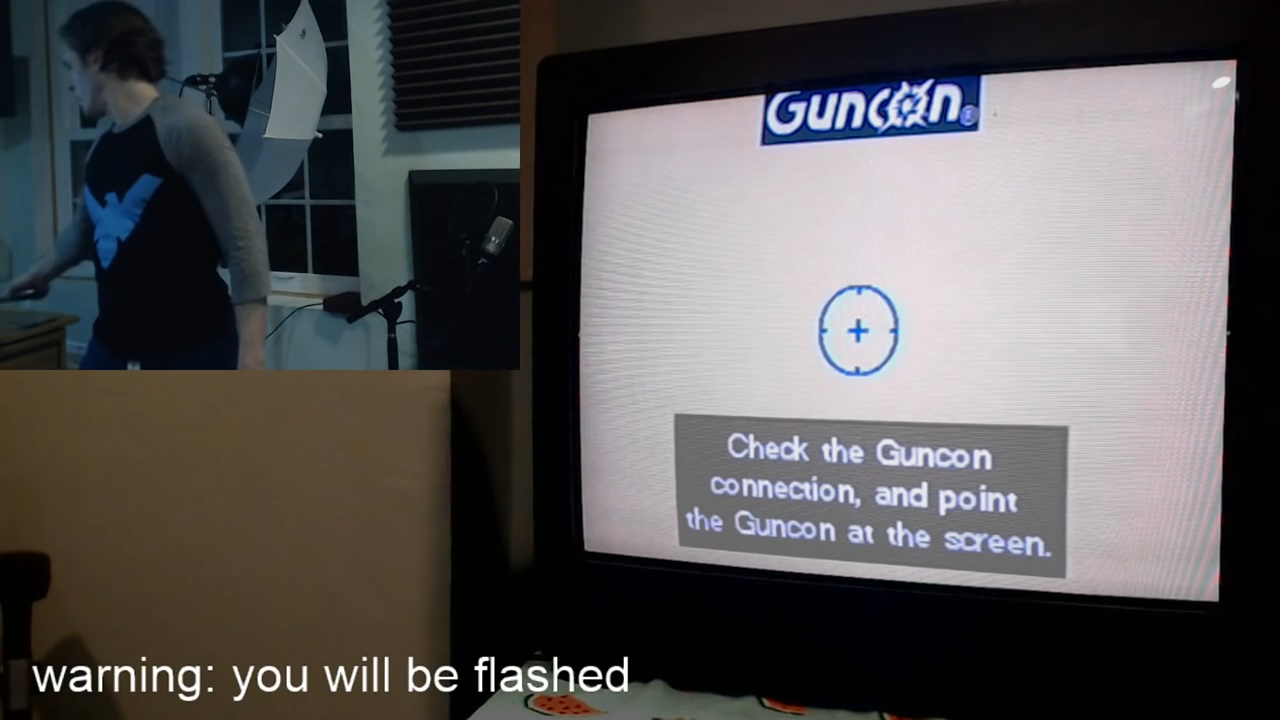 Guncon®
Check the Guncon
connection, and point
the Guncon at the screen.
warning: you will be flashed